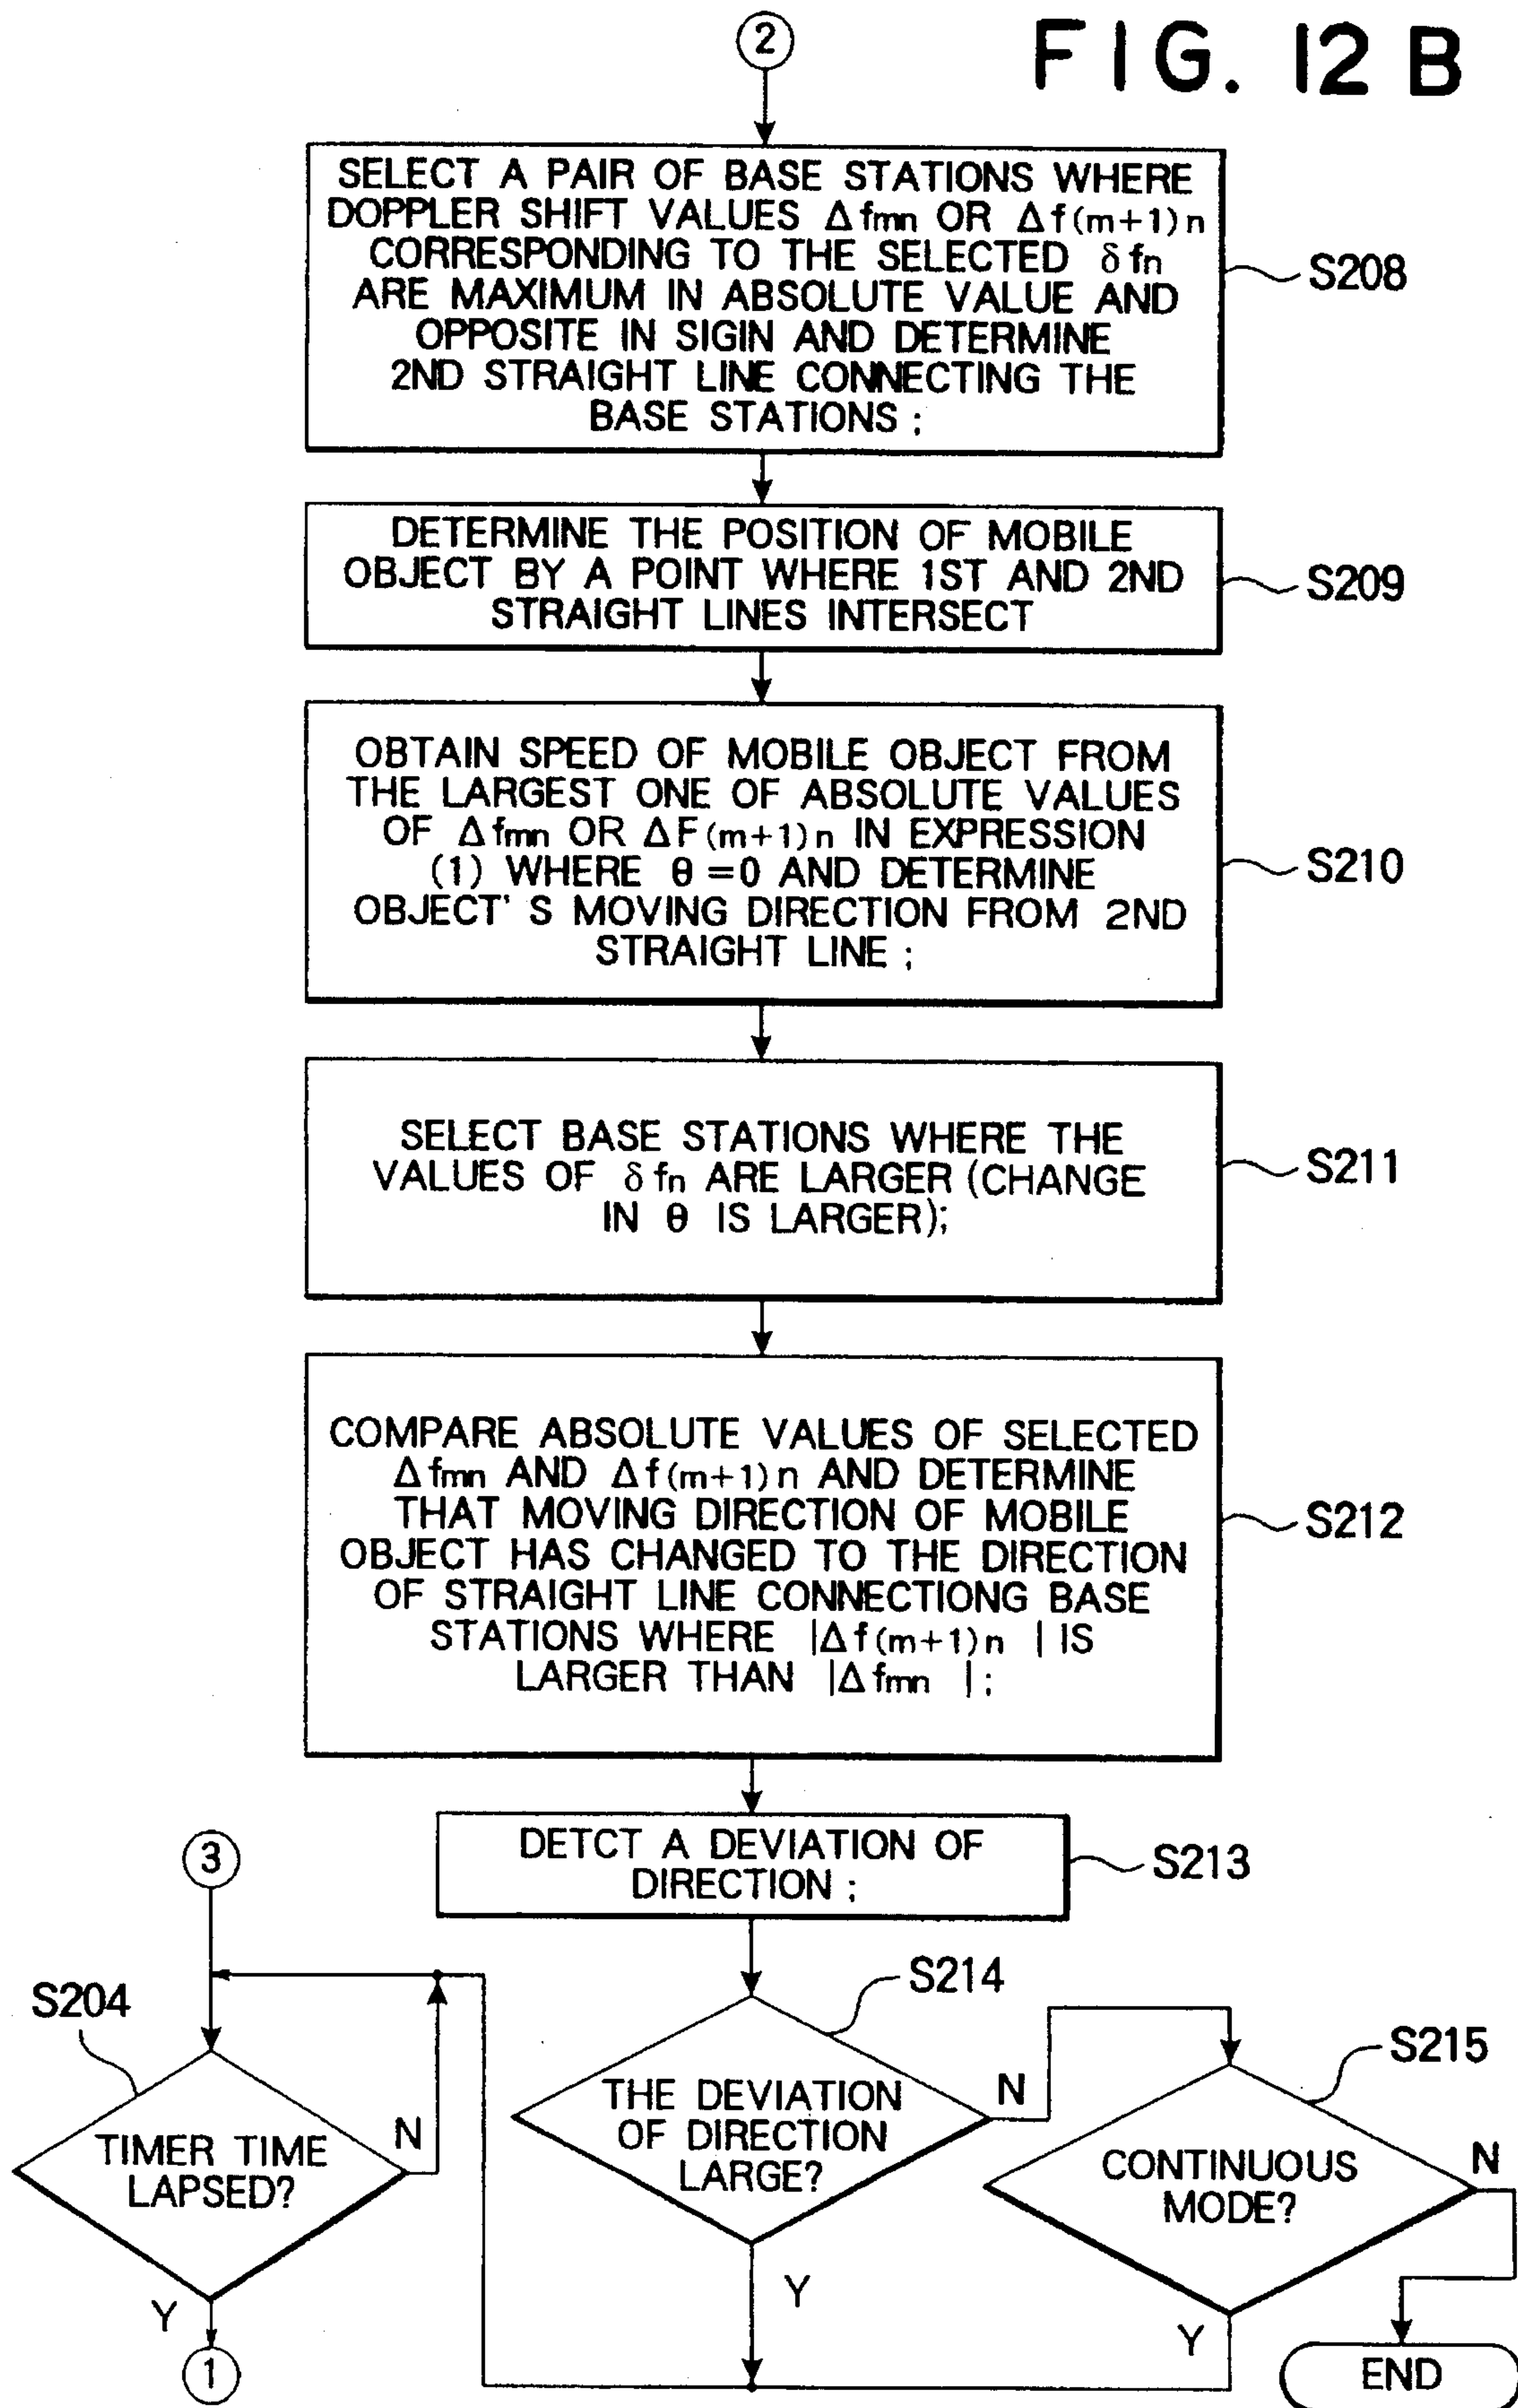 FIG. 12B
2
SELECT A PAIR OF BASE STATIONS WHERE
DOPPLER SHIFT VALUES Δfmn OR Δf(m+1)n
CORRESPONDING TO THE SELECTED δfn
ARE MAXIMUM IN ABSOLUTE VALUE AND
OPPOSITE IN SIGIN AND DETERMINE
2ND STRAIGHT LINE CONNECTING THE
BASE STATIONS;
S208
DETERMINE THE POSITION OF MOBILE
OBJECT BY A POINT WHERE 1ST AND 2ND
STRAIGHT LINES INTERSECT
S209
OBTAIN SPEED OF MOBILE OBJECT FROM
THE LARGEST ONE OF ABSOLUTE VALUES
OF Δfmn OR ΔF(m+1)n IN EXPRESSION
(1) WHERE θ=0 AND DETERMINE
OBJECT'S MOVING DIRECTION FROM 2ND
STRAIGHT LINE;
S210
SELECT BASE STATIONS WHERE THE
VALUES OF δfn ARE LARGER (CHANGE
IN θ IS LARGER);
S211
COMPARE ABSOLUTE VALUES OF SELECTED
Δfmn AND Δf(m+1)n AND DETERMINE
THAT MOVING DIRECTION OF MOBILE
OBJECT HAS CHANGED TO THE DIRECTION
OF STRAIGHT LINE CONNECTIONG BASE
STATIONS WHERE |Δf(m+1)n | IS
LARGER THAN |Δfmn |;
S212
DETCT A DEVIATION OF
DIRECTION;
S213
3
S204
TIMER TIME
LAPSED?
N
Y
1
S214
THE DEVIATION
OF DIRECTION
LARGE?
N
Y
S215
CONTINUOUS
MODE?
N
Y
END